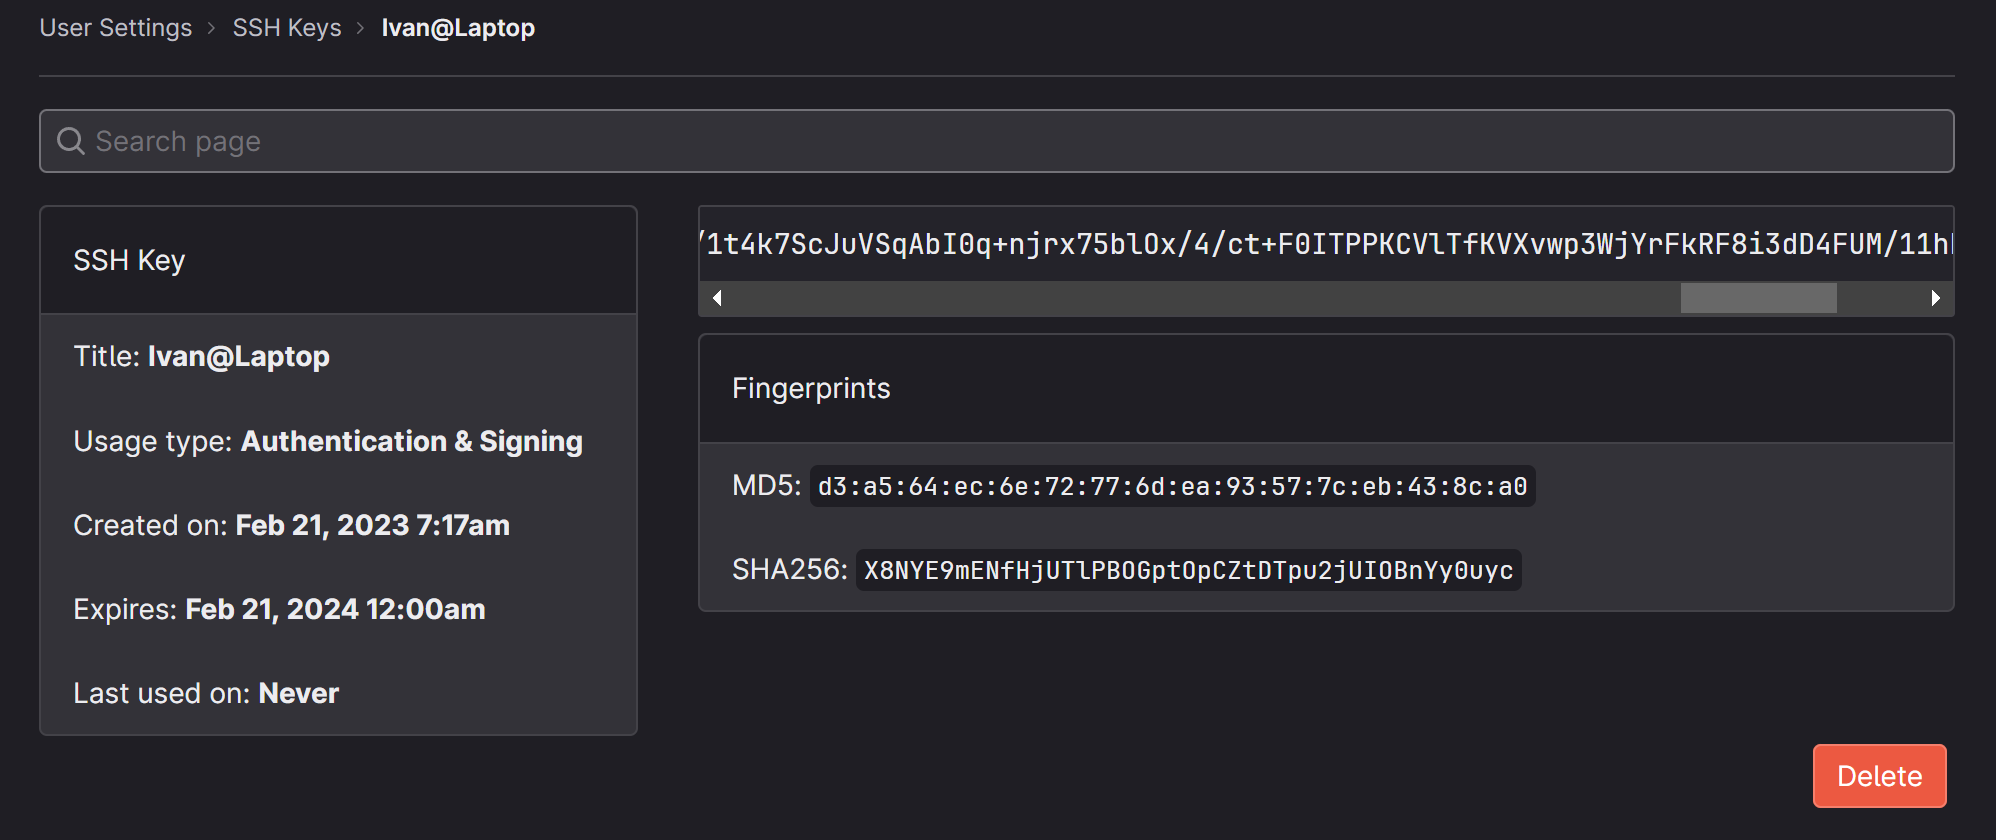 User Settings > SSH Keys > Ivan@Laptop
Search page
SSH Key
Title: Ivan@Laptop
Usage type: Authentication & Signing
Created on: Feb 21, 2023 7:17am
Expires: Feb 21, 2024 12:00am
Last used on: Never
/1t4k7ScJuVSqAbI0q+njrx75blOx/4/ct+F0ITPPKCVlTfKVXvwp3WjYrFkRF8i3dD4FUM/11h
Fingerprints
MD5: d3:a5:64:ec:6e:72:77:6d:ea:93:57:7c:eb:43:8c:a0
SHA256: X8NYE9mENfHjUTlPBOGptOpCZtDTpu2jUIOBnYy0uyc
Delete